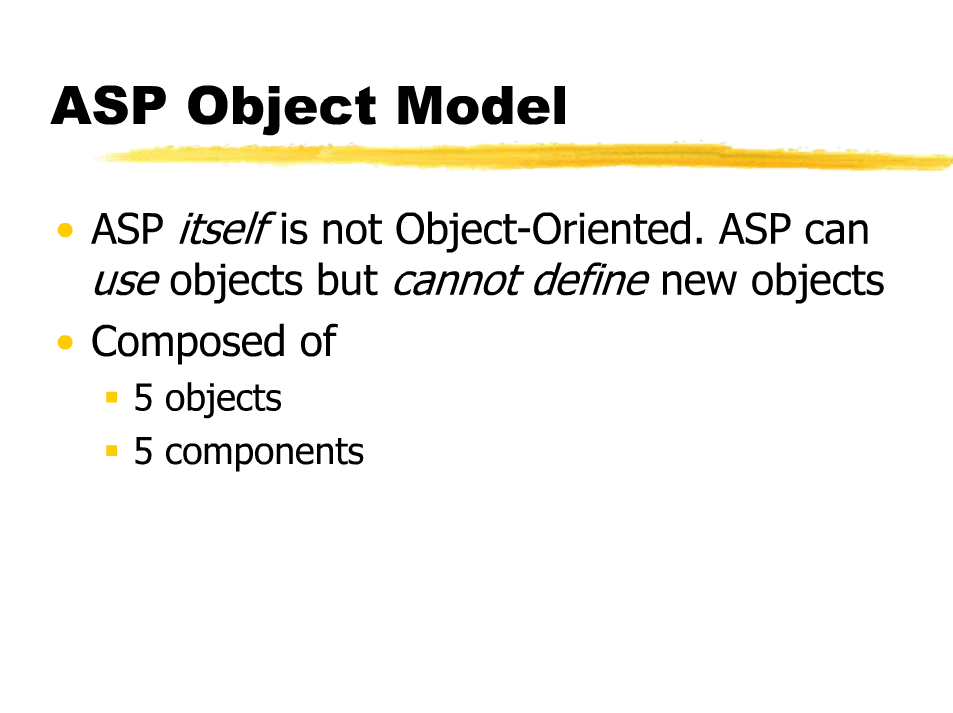 ASP Object Model
• ASP itself is not Object-Oriented. ASP can
use objects but cannot define new objects
• Composed of
▪ 5 objects
▪ 5 components